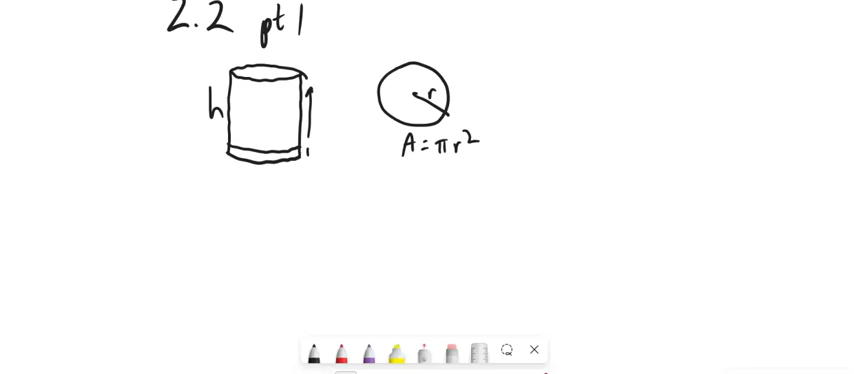 2.2 pt 1
h
r
A = πr²